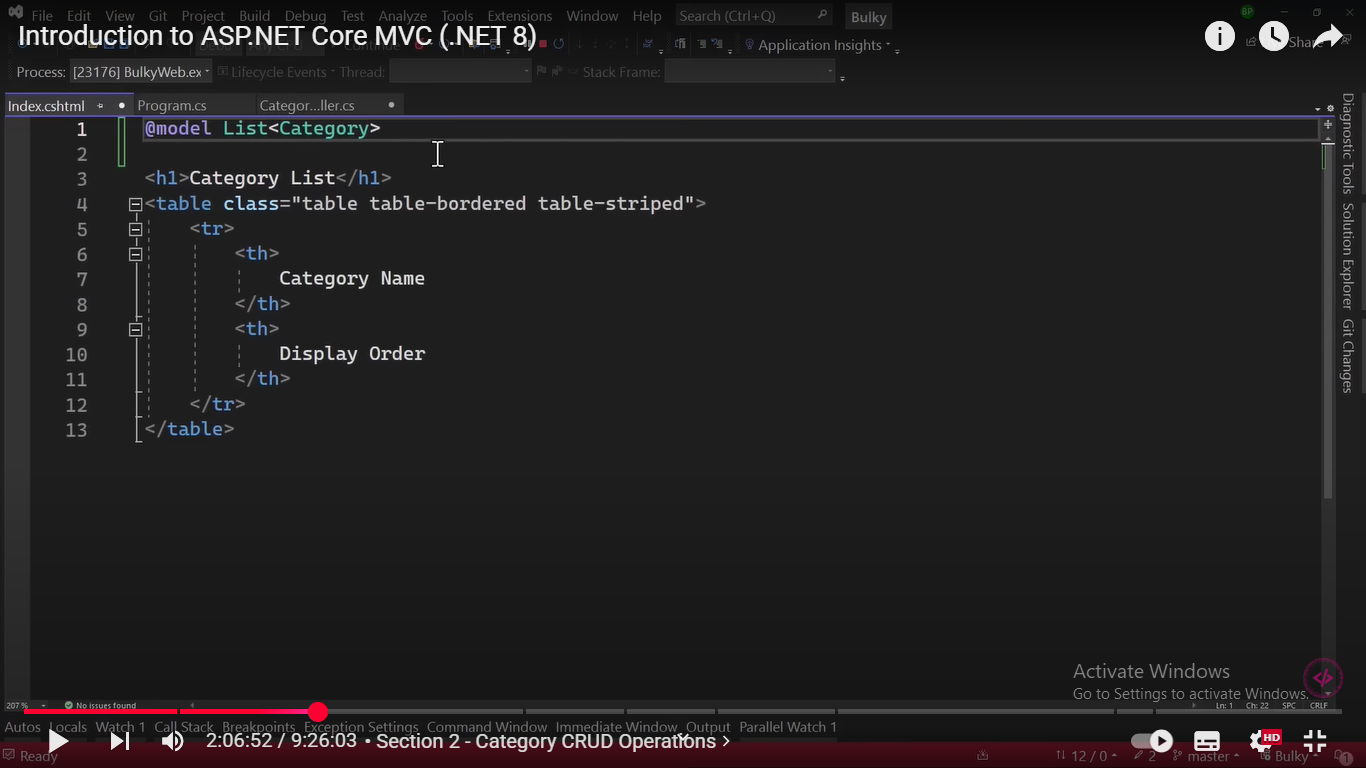 File Edit View Git Project Build Debug Test Analyze Tools Extensions Window Help Search (Ctrl+Q) Bulky
Introduction to ASP.NET Core MVC (.NET 8)
Application Insights
Share
Process: [23176] BulkyWeb.ex Lifecycle Events Thread: Stack Frame:
Index.cshtml Program.cs Categor...ller.cs
1 @model List<Category>
2
3 <h1>Category List</h1>
4 <table class="table table-bordered table-striped">
5 <tr>
6 <th>
7 Category Name
8 </th>
9 <th>
10 Display Order
11 </th>
12 </tr>
13 </table>
Diagnostic Tools
Solution Explorer
Git Changes
Activate Windows
Go to Settings to activate Windows.
207 % No issues found Ln: 1 Ch: 22 SPC CRLF
Autos Locals Watch 1 Call Stack Breakpoints Exception Settings Command Window Immediate Window Output Parallel Watch 1
2:06:52 / 9:26:03 • Section 2 - Category CRUD Operations
HD
Ready 12 / 0 2 master Bulky 1
BP